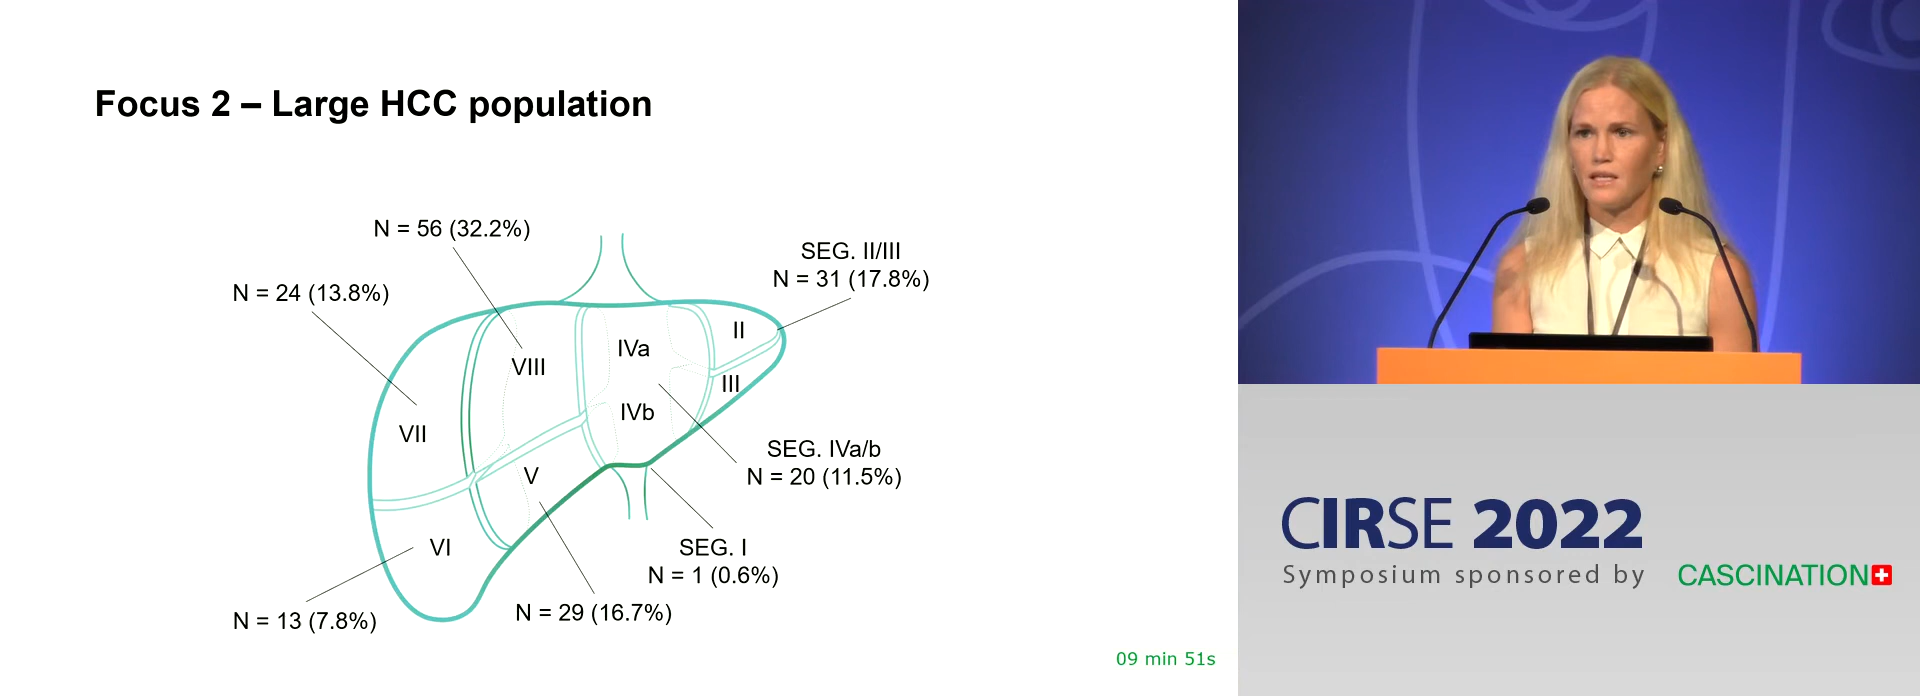 Focus 2 – Large HCC population
N = 56 (32.2%)
SEG. II/III
N = 31 (17.8%)
N = 24 (13.8%)
II
IVa
VIII
III
IVb
VII
SEG. IVa/b
N = 20 (11.5%)
V
VI
SEG. I
N = 1 (0.6%)
N = 29 (16.7%)
N = 13 (7.8%)
09 min 51s
CIRSE 2022
Symposium sponsored by
CASCINATION